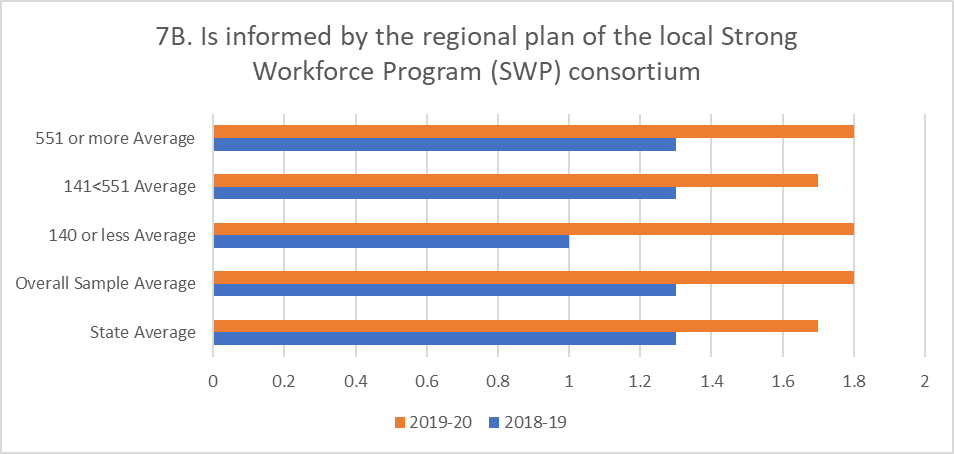 7B. Is informed by the regional plan of the local Strong
Workforce Program (SWP) consortium
551 or more Average
141<551 Average
140 or less Average
Overall Sample Average
State Average
0 0.2 0.4 0.6 0.8 1 1.2 1.4 1.6 1.8 2
2019-20 2018-19